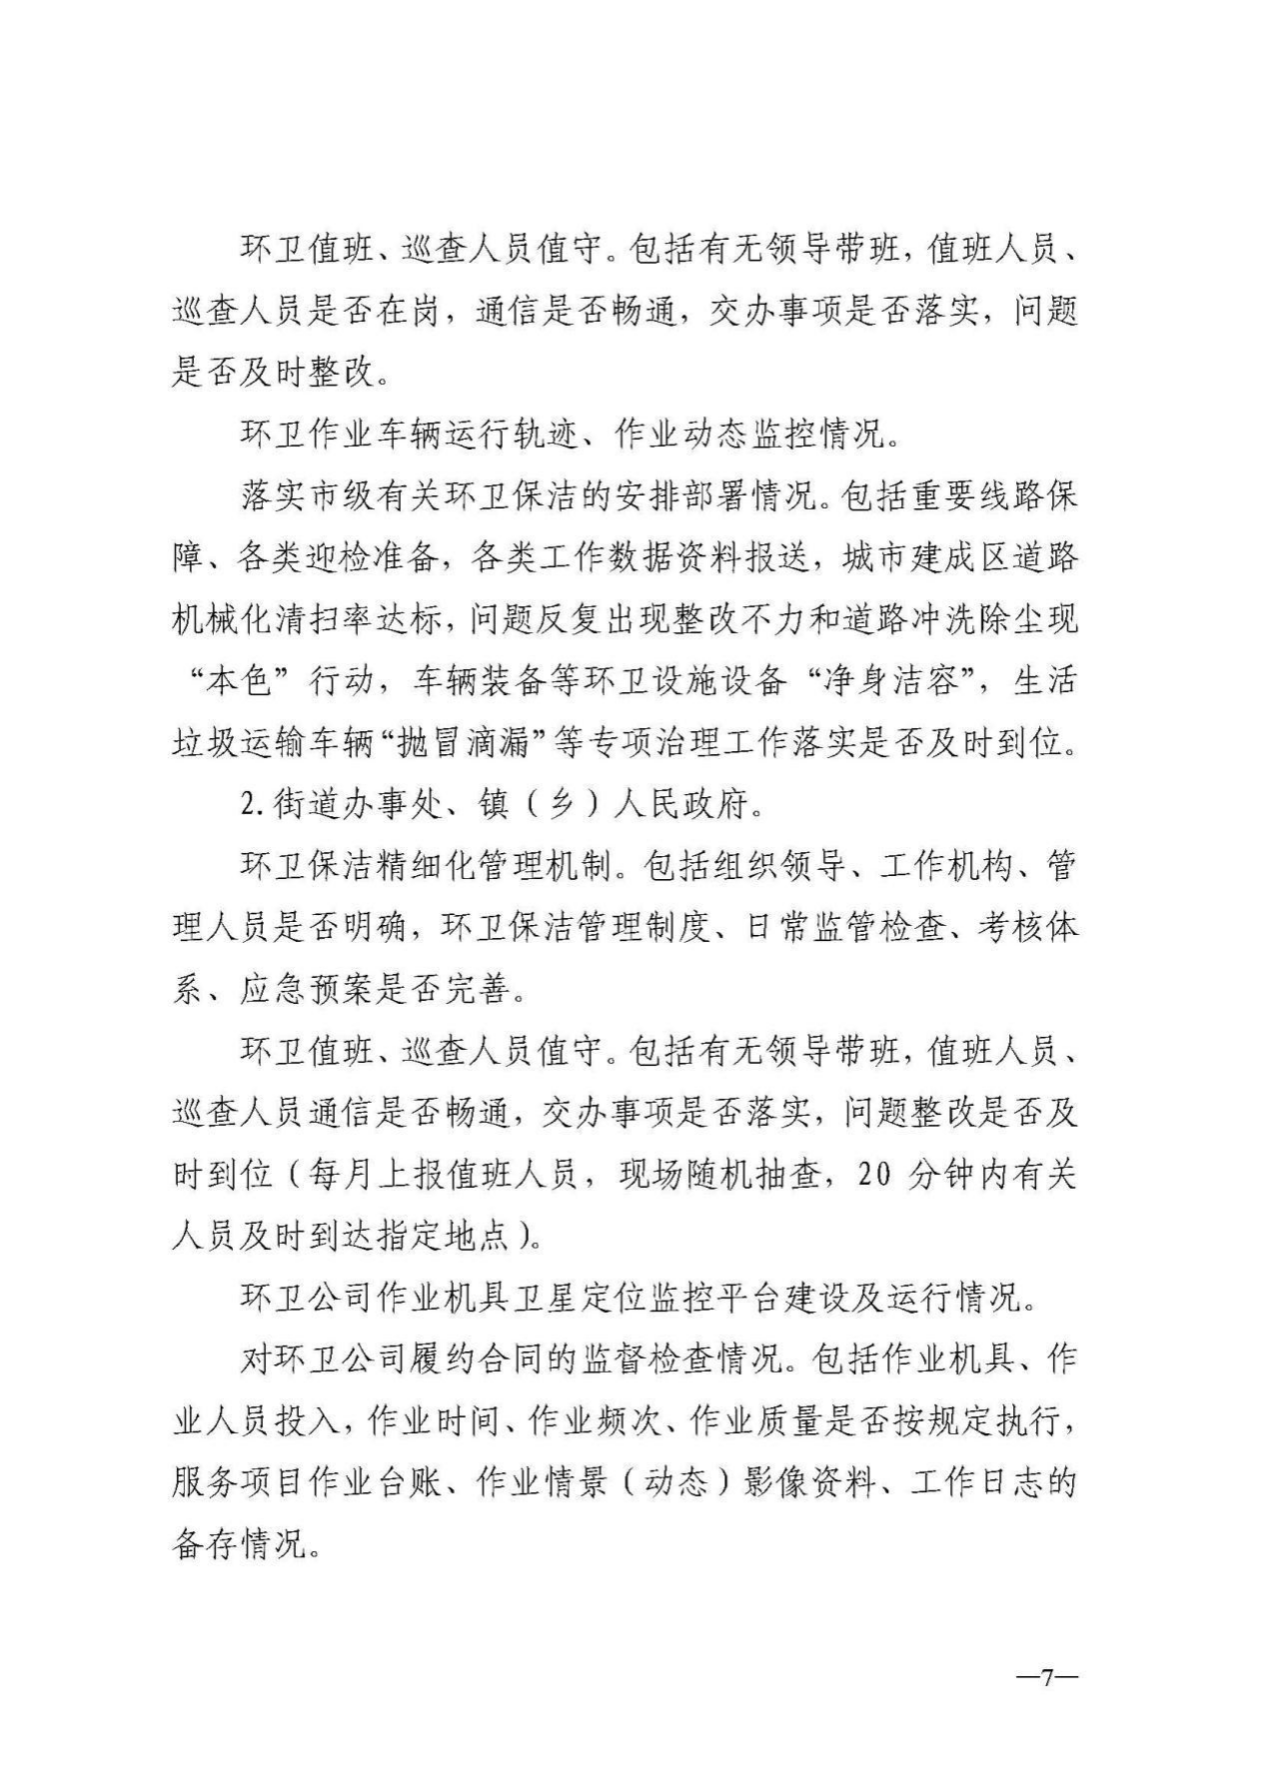 环卫值班、巡查人员值守。包括有无领导带班，值班人员、
巡查人员是否在岗，通信是否畅通，交办事项是否落实，问题
是否及时整改。
环卫作业车辆运行轨迹、作业动态监控情况。
落实市级有关环卫保洁的安排部署情况。包括重要线路保
障、各类迎检准备，各类工作数据资料报送，城市建成区道路
机械化清扫率达标，问题反复出现整改不力和道路冲洗除尘现
“本色”行动，车辆装备等环卫设施设备“净身洁容”，生活
垃圾运输车辆“抛冒滴漏”等专项治理工作落实是否及时到位。
2.街道办事处、镇（乡）人民政府。
环卫保洁精细化管理机制。包括组织领导、工作机构、管
理人员是否明确，环卫保洁管理制度、日常监管检查、考核体
系、应急预案是否完善。
环卫值班、巡查人员值守。包括有无领导带班，值班人员、
巡查人员通信是否畅通，交办事项是否落实，问题整改是否及
时到位（每月上报值班人员，现场随机抽查，20 分钟内有关
人员及时到达指定地点）。
环卫公司作业机具卫星定位监控平台建设及运行情况。
对环卫公司履约合同的监督检查情况。包括作业机具、作
业人员投入，作业时间、作业频次、作业质量是否按规定执行，
服务项目作业台账、作业情景（动态）影像资料、工作日志的
备存情况。
—7—